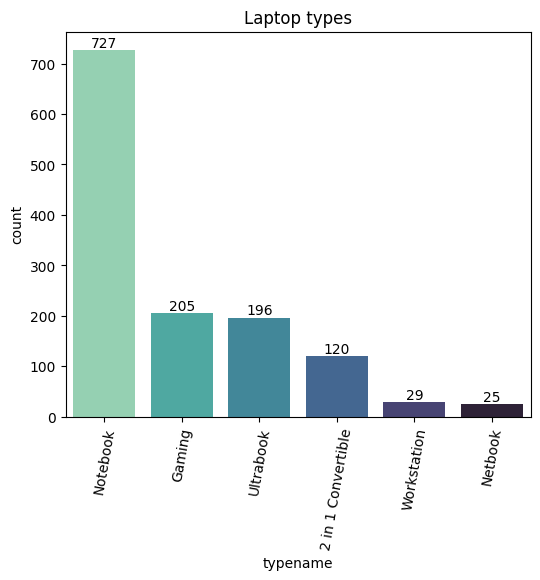 Laptop types
count
700
600
500
400
300
200
100
0
727
205
196
120
29
25
Notebook
Gaming
Ultrabook
2 in 1 Convertible
Workstation
Netbook
typename